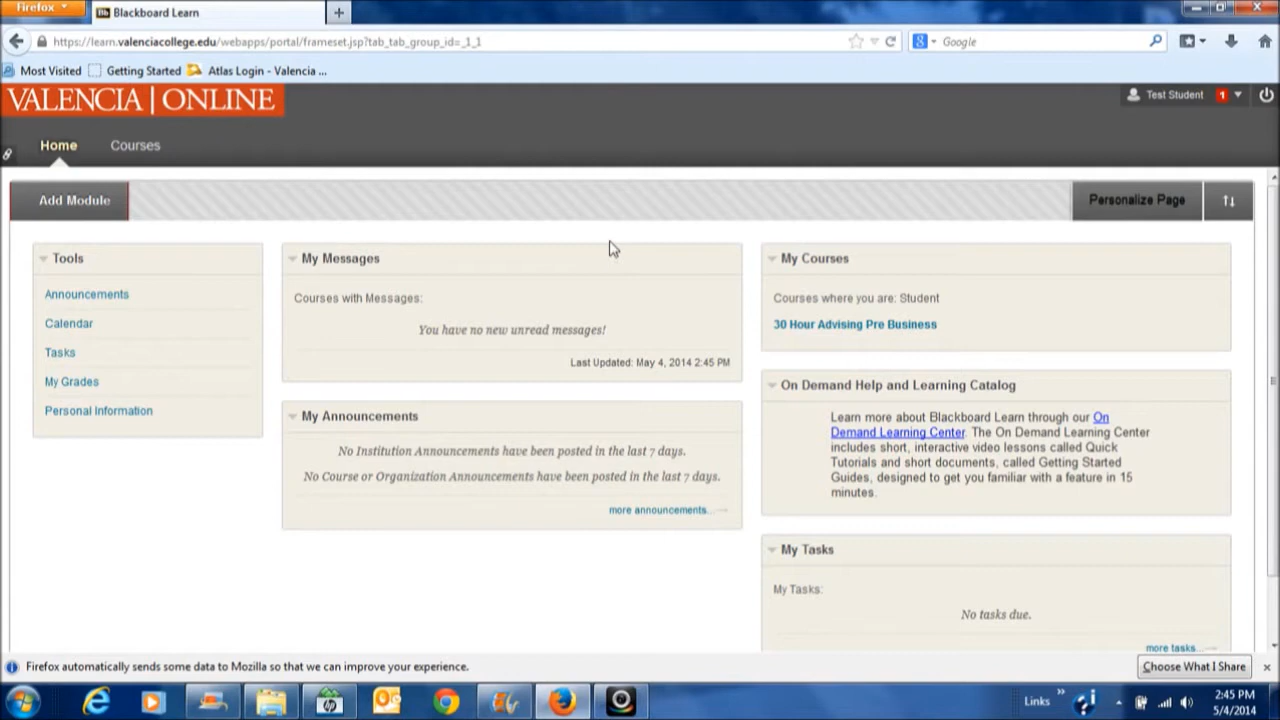 Firefox
Blackboard Learn
https://learn.valenciacollege.edu/webapps/portal/frameset.jsp?tab_tab_group_id=_1_1
Google
Most Visited
Getting Started
Atlas Login - Valencia ...
VALENCIA | ONLINE
Test Student
1
Home
Courses
Add Module
Personalize Page
Tools
Announcements
Calendar
Tasks
My Grades
Personal Information
My Messages
Courses with Messages:
You have no new unread messages!
Last Updated: May 4, 2014 2:45 PM
My Announcements
No Institution Announcements have been posted in the last 7 days.
No Course or Organization Announcements have been posted in the last 7 days.
more announcements...
My Courses
Courses where you are: Student
30 Hour Advising Pre Business
On Demand Help and Learning Catalog
Learn more about Blackboard Learn through our On
Demand Learning Center. The On Demand Learning Center
includes short, interactive video lessons called Quick
Tutorials and short documents, called Getting Started
Guides, designed to get you familiar with a feature in 15
minutes.
My Tasks
My Tasks:
No tasks due.
more tasks...
Firefox automatically sends some data to Mozilla so that we can improve your experience.
Choose What I Share
Links
2:45 PM
5/4/2014